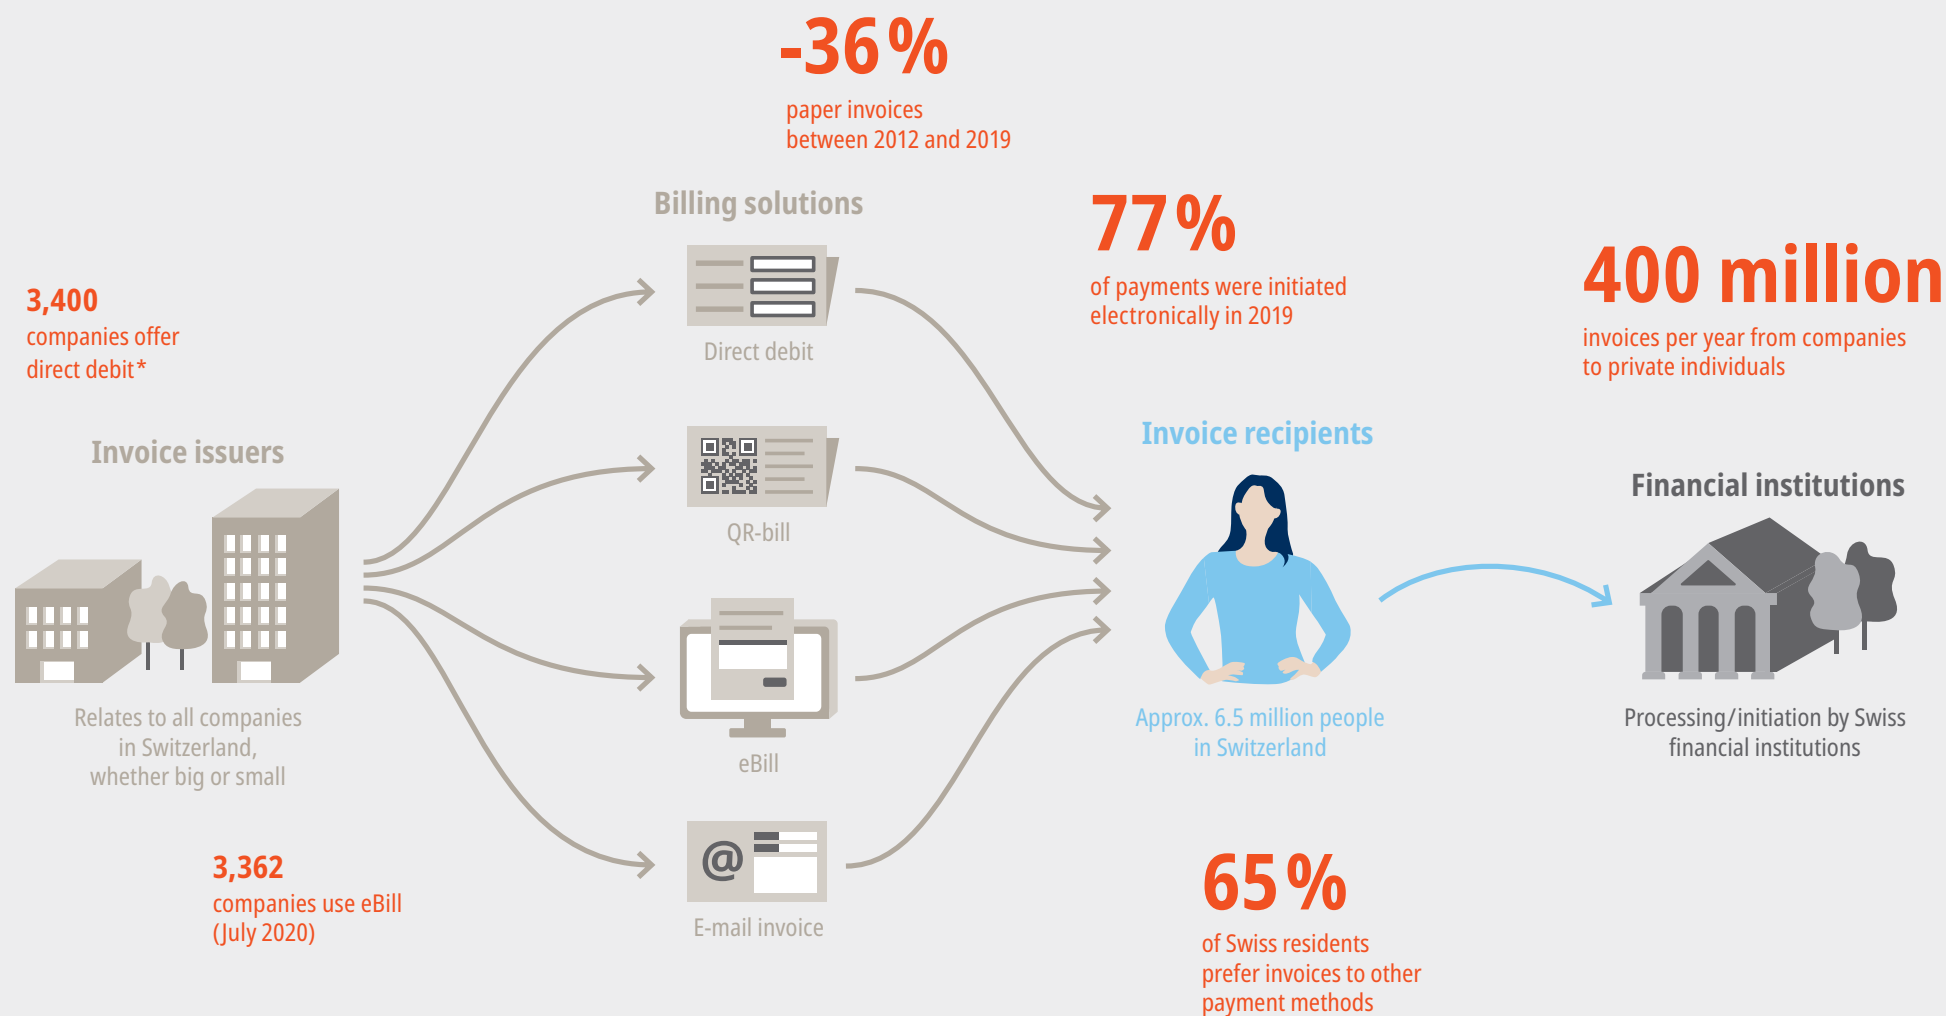 -36%
paper invoices
between 2012 and 2019
Billing solutions
77%
of payments were initiated
electronically in 2019
400 million
invoices per year from companies
to private individuals
3,400
companies offer
direct debit*
Direct debit
Invoice issuers
Invoice recipients
Financial institutions
QR-bill
Relates to all companies
in Switzerland,
whether big or small
eBill
Approx. 6.5 million people
in Switzerland
Processing/initiation by Swiss
financial institutions
3,362
companies use eBill
(July 2020)
@
E-mail invoice
65%
of Swiss residents
prefer invoices to other
payment methods